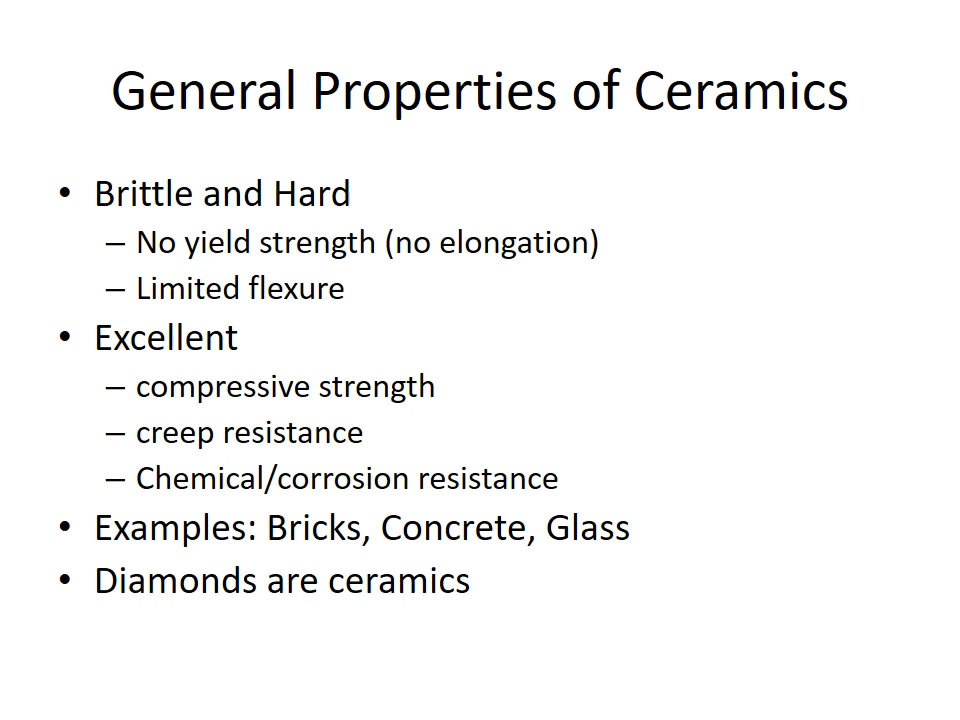 General Properties of Ceramics
• Brittle and Hard
– No yield strength (no elongation)
– Limited flexure
• Excellent
– compressive strength
– creep resistance
– Chemical/corrosion resistance
• Examples: Bricks, Concrete, Glass
• Diamonds are ceramics